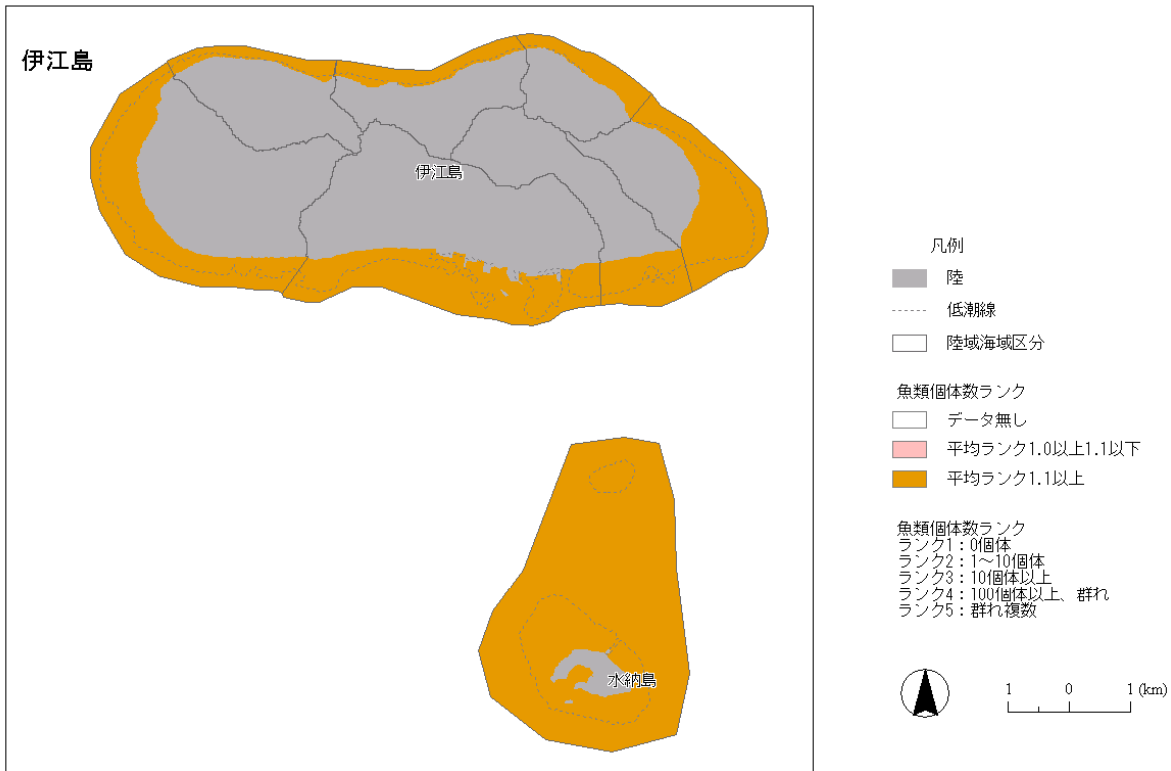 伊江島
伊江島
水納島
凡例
陸
低潮線
陸域海域区分
魚類個体数ランク
データ無し
平均ランク1.0以上1.1以下
平均ランク1.1以上
魚類個体数ランク
ランク1：0個体
ランク2：1～10個体
ランク3：10個体以上
ランク4：100個体以上、群れ
ランク5：群れ複数
1 0 1 (km)